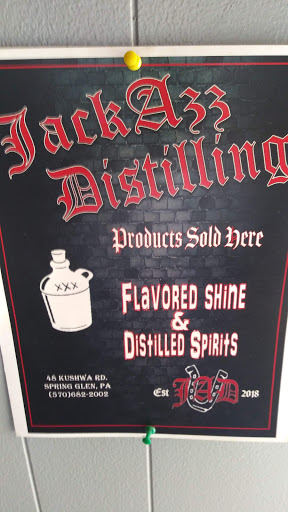 JackAzz
Distilling
Products Sold Here
XXX
Flavored Shine
&
Distilled Spirits
48 Kushwa Rd.
Spring Glen, PA
(570)682-2002
Est JAD 2018